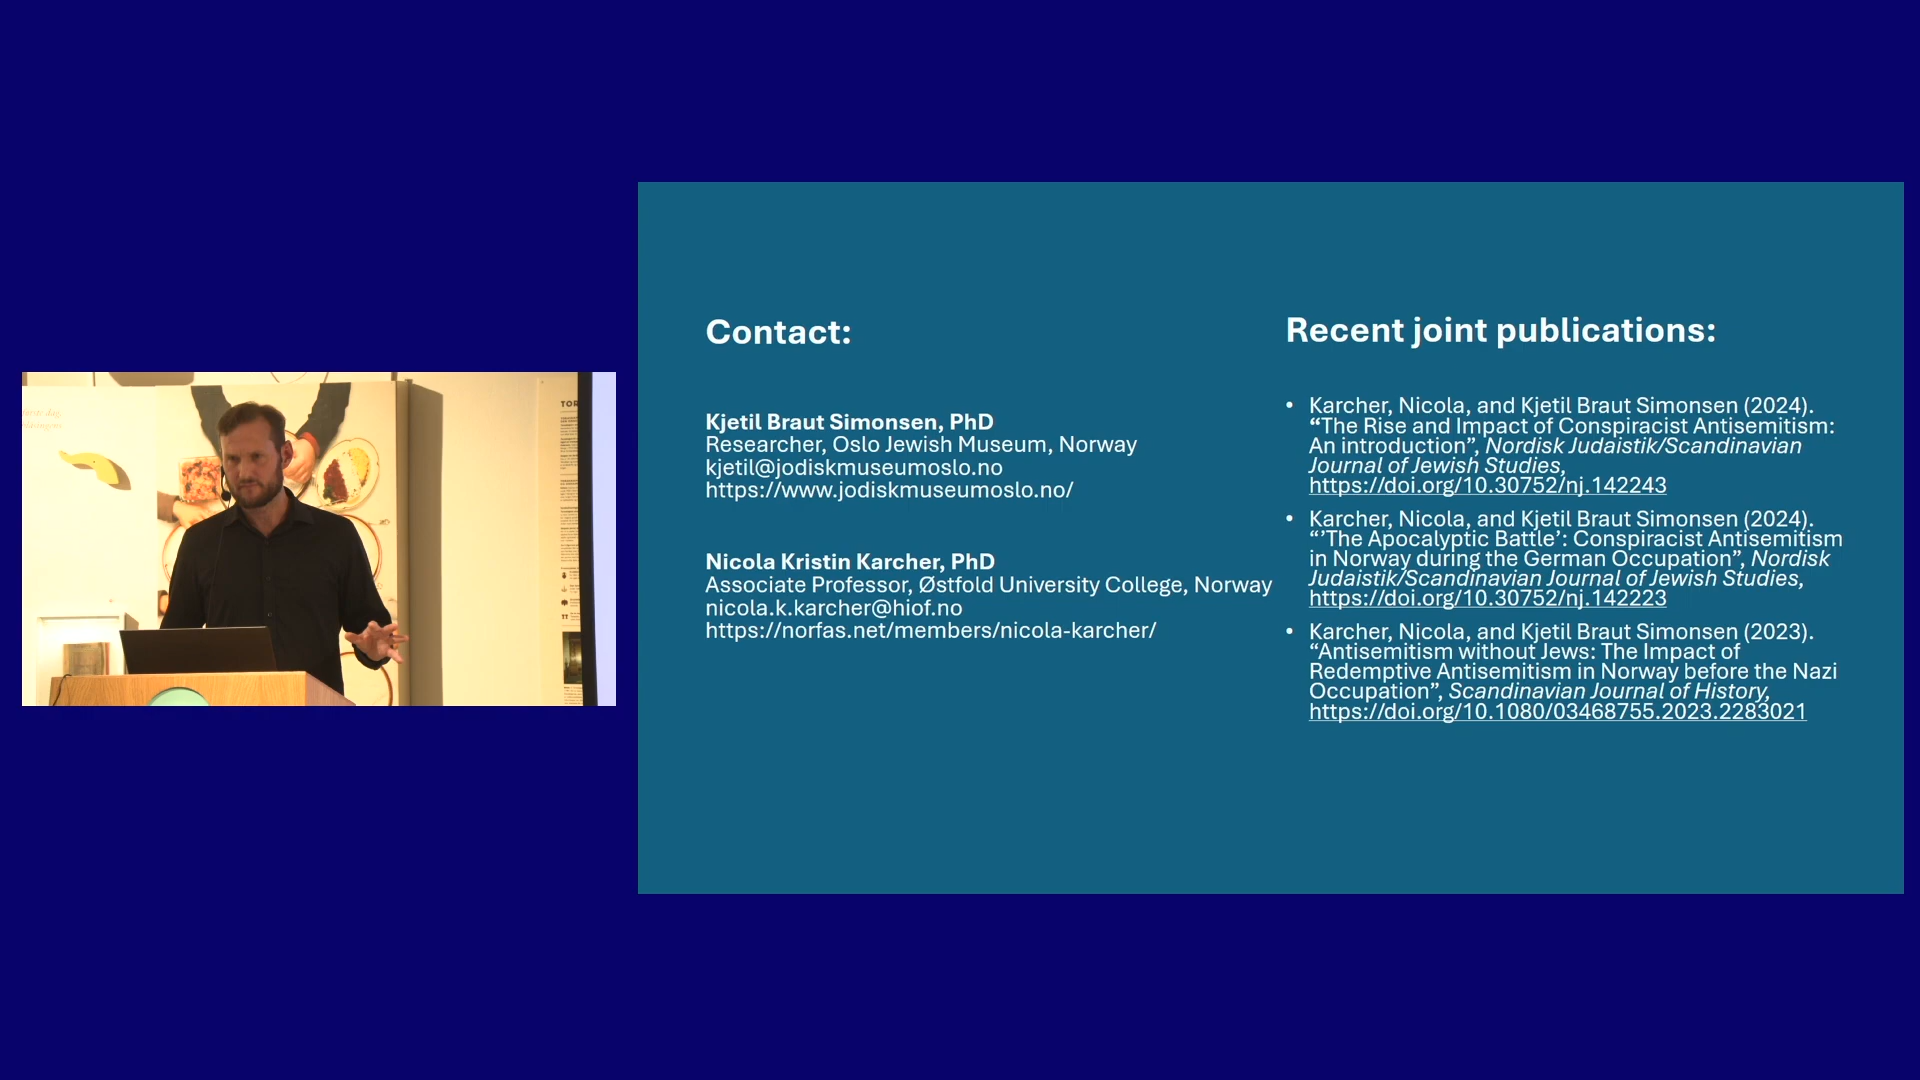 Contact:
Kjetil Braut Simonsen, PhD
Researcher, Oslo Jewish Museum, Norway
kjetil@jodiskmuseumoslo.no
https://www.jodiskmuseumoslo.no/
Nicola Kristin Karcher, PhD
Associate Professor, Østfold University College, Norway
nicola.k.karcher@hiof.no
https://norfas.net/members/nicola-karcher/
Recent joint publications:
• Karcher, Nicola, and Kjetil Braut Simonsen (2024).
“The Rise and Impact of Conspiracist Antisemitism:
An introduction”, Nordisk Judaistik/Scandinavian
Journal of Jewish Studies,
https://doi.org/10.30752/nj.142243
• Karcher, Nicola, and Kjetil Braut Simonsen (2024).
“’The Apocalyptic Battle’: Conspiracist Antisemitism
in Norway during the German Occupation”, Nordisk
Judaistik/Scandinavian Journal of Jewish Studies,
https://doi.org/10.30752/nj.142223
• Karcher, Nicola, and Kjetil Braut Simonsen (2023).
“Antisemitism without Jews: The Impact of
Redemptive Antisemitism in Norway before the Nazi
Occupation”, Scandinavian Journal of History,
https://doi.org/10.1080/03468755.2023.2283021